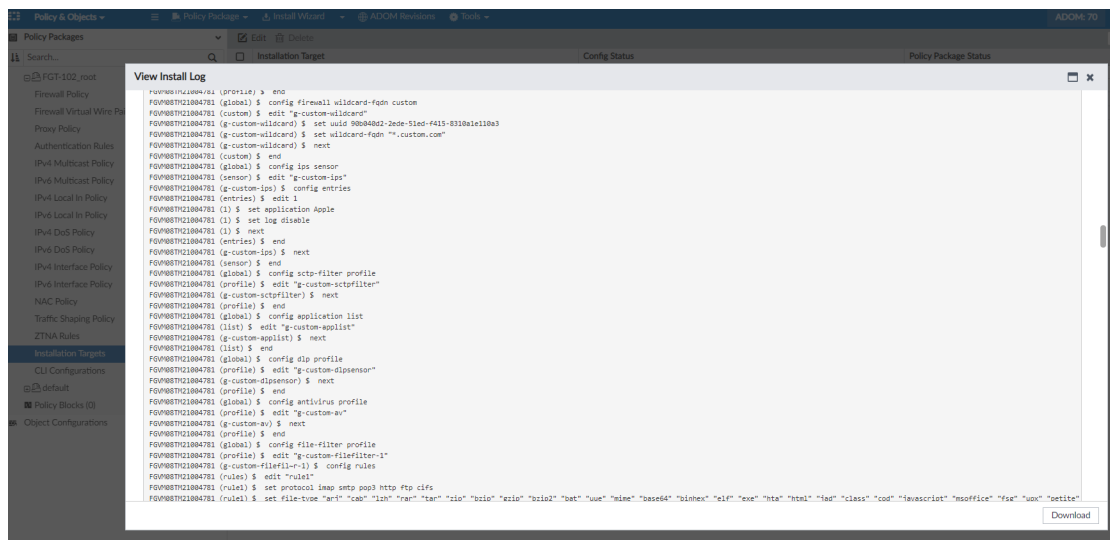 Policy & Objects
Policy Package
Install Wizard
ADOM Revisions
Tools
ADOM: 70
Policy Packages
Edit
Delete
Search...
Installation Target
Config Status
Policy Package Status
FGT-102_root
Firewall Policy
Firewall Virtual Wire Pai
Proxy Policy
Authentication Rules
IPv4 Multicast Policy
IPv6 Multicast Policy
IPv4 Local In Policy
IPv6 Local In Policy
IPv4 DoS Policy
IPv6 DoS Policy
IPv4 Interface Policy
IPv6 Interface Policy
NAC Policy
Traffic Shaping Policy
ZTNA Rules
Installation Targets
CLI Configurations
default
Policy Blocks (0)
Object Configurations
View Install Log
FGVM08TM21004781 (profile) $ end
FGVM08TM21004781 (global) $ config firewall wildcard-fqdn custom
FGVM08TM21004781 (custom) $ edit "g-custom-wildcard"
FGVM08TM21004781 (g-custom-wildcard) $ set uuid 90b040d2-2ede-51ed-f415-8310a1e110a3
FGVM08TM21004781 (g-custom-wildcard) $ set wildcard-fqdn "*.custom.com"
FGVM08TM21004781 (g-custom-wildcard) $ next
FGVM08TM21004781 (custom) $ end
FGVM08TM21004781 (global) $ config ips sensor
FGVM08TM21004781 (sensor) $ edit "g-custom-ips"
FGVM08TM21004781 (g-custom-ips) $ config entries
FGVM08TM21004781 (entries) $ edit 1
FGVM08TM21004781 (1) $ set application Apple
FGVM08TM21004781 (1) $ set log disable
FGVM08TM21004781 (1) $ next
FGVM08TM21004781 (entries) $ end
FGVM08TM21004781 (g-custom-ips) $ next
FGVM08TM21004781 (sensor) $ end
FGVM08TM21004781 (global) $ config sctp-filter profile
FGVM08TM21004781 (profile) $ edit "g-custom-sctpfilter"
FGVM08TM21004781 (g-custom-sctpfilter) $ next
FGVM08TM21004781 (profile) $ end
FGVM08TM21004781 (global) $ config application list
FGVM08TM21004781 (list) $ edit "g-custom-applist"
FGVM08TM21004781 (g-custom-applist) $ next
FGVM08TM21004781 (list) $ end
FGVM08TM21004781 (global) $ config dlp profile
FGVM08TM21004781 (profile) $ edit "g-custom-dlpsensor"
FGVM08TM21004781 (g-custom-dlpsensor) $ next
FGVM08TM21004781 (profile) $ end
FGVM08TM21004781 (global) $ config antivirus profile
FGVM08TM21004781 (profile) $ edit "g-custom-av"
FGVM08TM21004781 (g-custom-av) $ next
FGVM08TM21004781 (profile) $ end
FGVM08TM21004781 (global) $ config file-filter profile
FGVM08TM21004781 (profile) $ edit "g-custom-filefilter-1"
FGVM08TM21004781 (g-custom-filefil~r-1) $ config rules
FGVM08TM21004781 (rules) $ edit "rule1"
FGVM08TM21004781 (rule1) $ set protocol imap smtp pop3 http ftp cifs
FGVM08TM21004781 (rule1) $ set file-type "arj" "cab" "lzh" "rar" "tar" "zip" "bzip" "gzip" "bzip2" "bat" "uue" "mime" "base64" "binhex" "elf" "exe" "hta" "html" "jad" "class" "cod" "javascript" "msoffice" "fsg" "upx" "petite"
Download